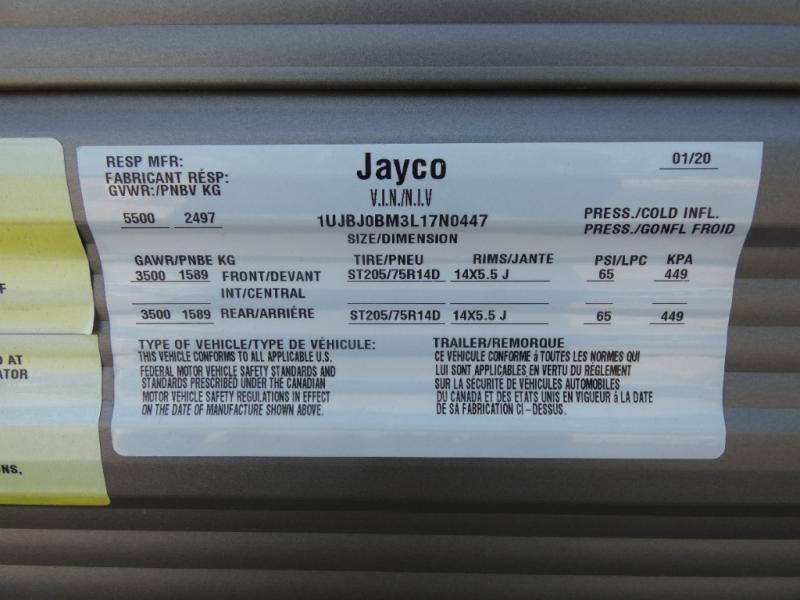 RESP MFR: Jayco 01/20
FABRICANT RÉSP:
GVWR:/PNBV KG V.I.N./N.I.V
5500 2497 1UJBJ0BM3L17N0447 PRESS./COLD INFL.
SIZE/DIMENSION PRESS./GONFL FROID
GAWR/PNBE KG TIRE/PNEU RIMS/JANTE PSI/LPC KPA
3500 1589 FRONT/DEVANT ST205/75R14D 14X5.5 J 65 449
INT/CENTRAL
3500 1589 REAR/ARRIÈRE ST205/75R14D 14X5.5 J 65 449
TYPE OF VEHICLE/TYPE DE VÉHICULE: TRAILER/REMORQUE
THIS VEHICLE CONFORMS TO ALL APPLICABLE U.S.
FEDERAL MOTOR VEHICLE SAFETY STANDARDS AND
STANDARDS PRESCRIBED UNDER THE CANADIAN
MOTOR VEHICLE SAFETY REGULATIONS IN EFFECT
ON THE DATE OF MANUFACTURE SHOWN ABOVE.
CE VÉHICULE CONFORME à TOUTES LES NORMES QUI
LUI SONT APPLICABLES EN VERTU DU RÉGLEMENT
SUR LA SÉCURITÉ DE VÉHICULES AUTOMOBILES
DU CANADA ET DES ETATS UNIS EN VIGUEUR à LA DATE
DE SA FABRICATION CI-DESSUS.
F
AT
ATOR
NS,